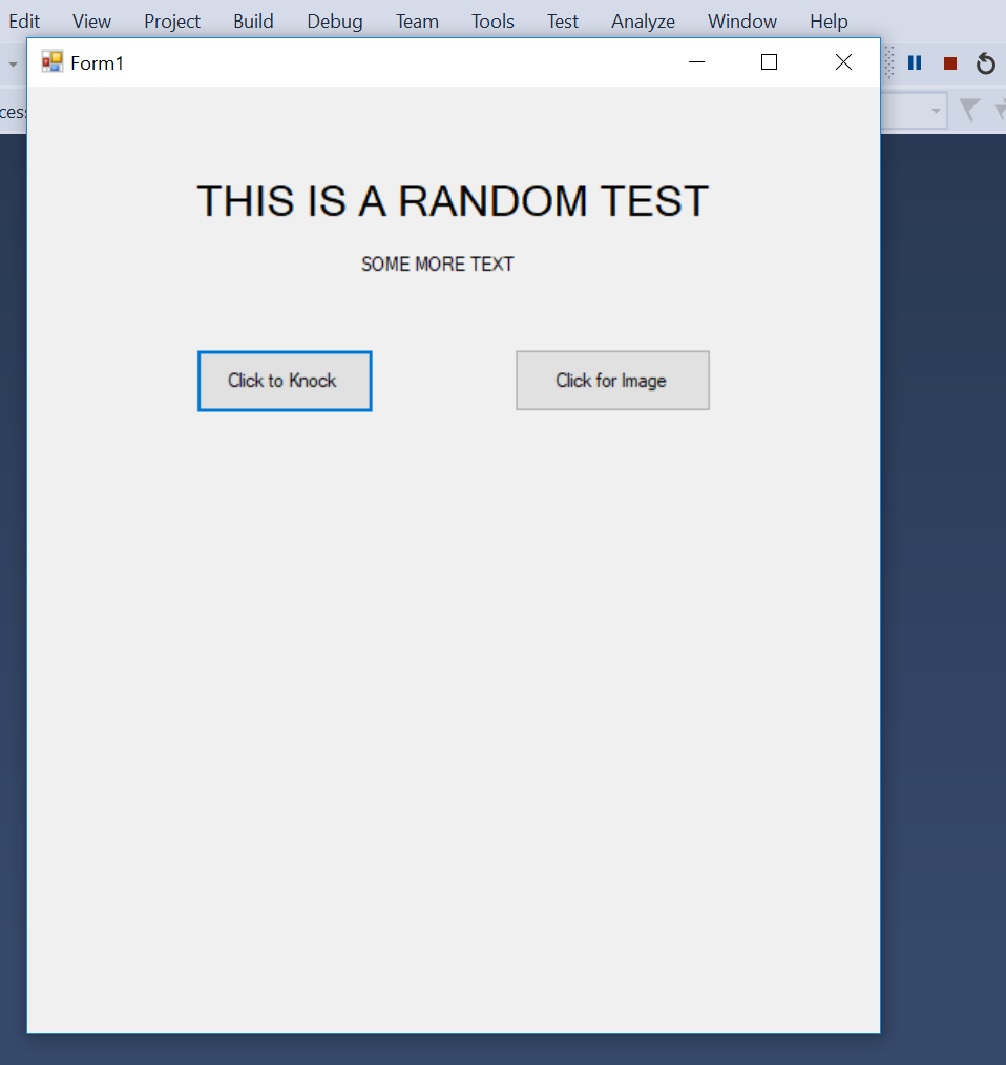 Edit View Project Build Debug Team Tools Test Analyze Window Help
Form1
THIS IS A RANDOM TEST
SOME MORE TEXT
Click to Knock Click for Image